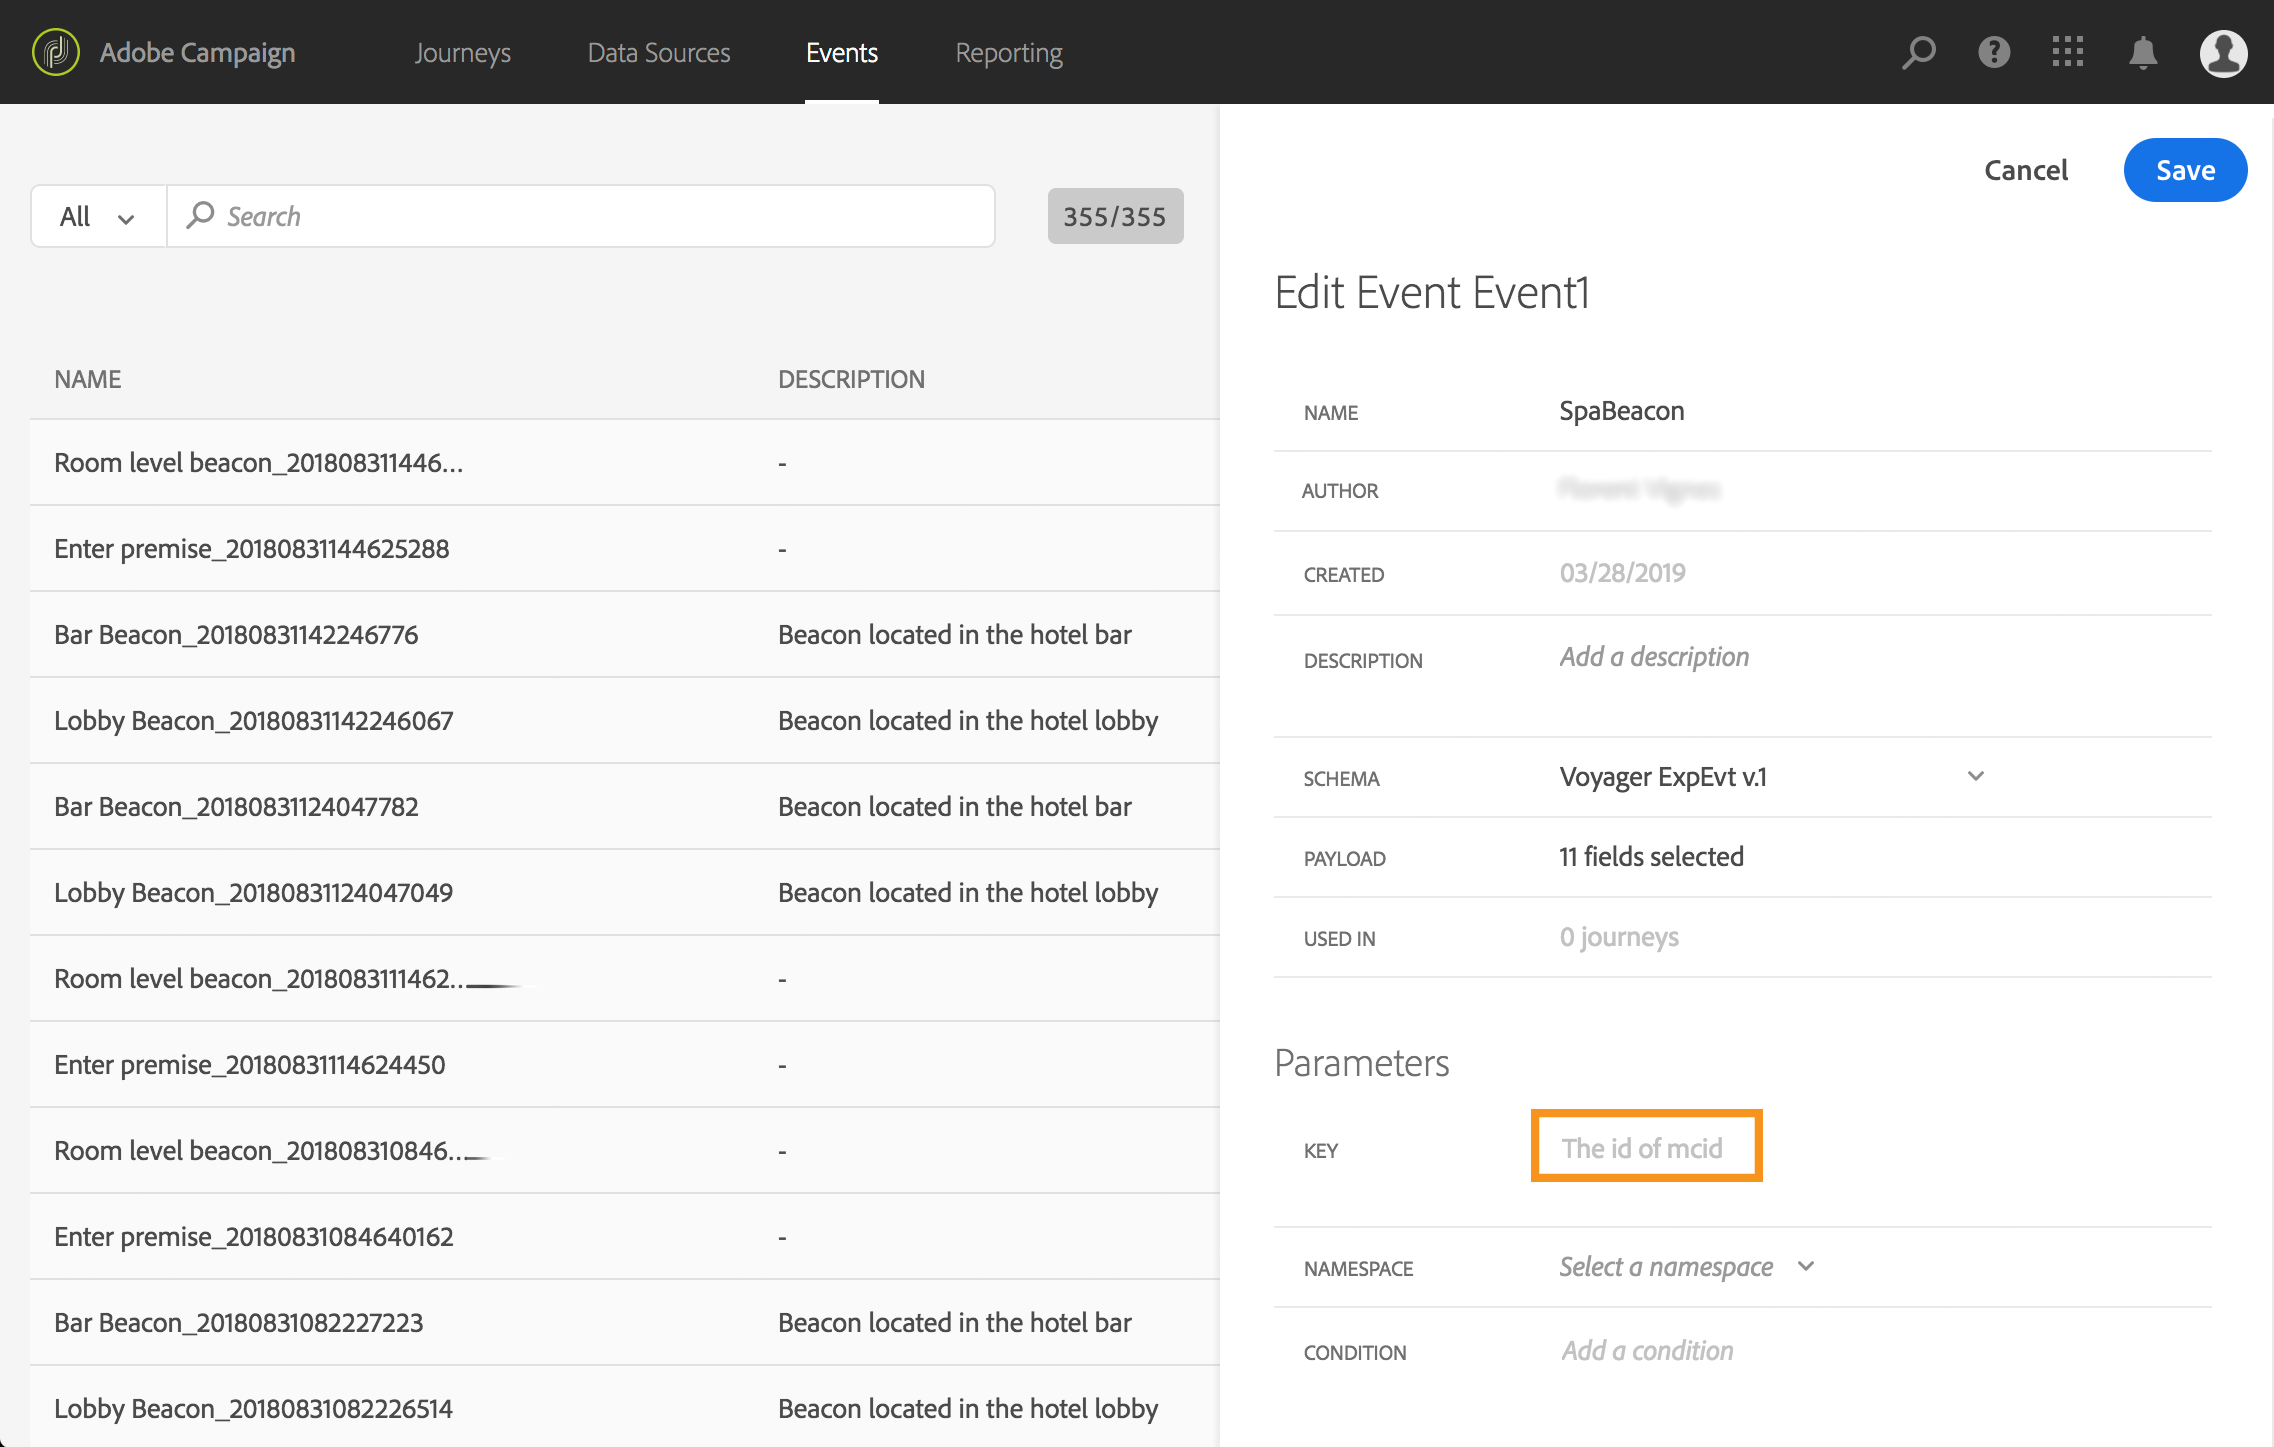 Adobe Campaign Journeys Data Sources Events Reporting
Cancel Save
All Search 355/355
Edit Event Event1
NAME DESCRIPTION
Room level beacon_201808311446... -
Enter premise_20180831144625288 -
Bar Beacon_20180831142246776 Beacon located in the hotel bar
Lobby Beacon_20180831142246067 Beacon located in the hotel lobby
Bar Beacon_20180831124047782 Beacon located in the hotel bar
Lobby Beacon_20180831124047049 Beacon located in the hotel lobby
Room level beacon_2018083111462... -
Enter premise_20180831114624450 -
Room level beacon_201808310846... -
Enter premise_20180831084640162 -
Bar Beacon_20180831082227223 Beacon located in the hotel bar
Lobby Beacon_20180831082226514 Beacon located in the hotel lobby
NAME SpaBeacon
AUTHOR
CREATED 03/28/2019
DESCRIPTION Add a description
SCHEMA Voyager ExpEvt v.1
PAYLOAD 11 fields selected
USED IN 0 journeys
Parameters
KEY The id of mcid
NAMESPACE Select a namespace
CONDITION Add a condition